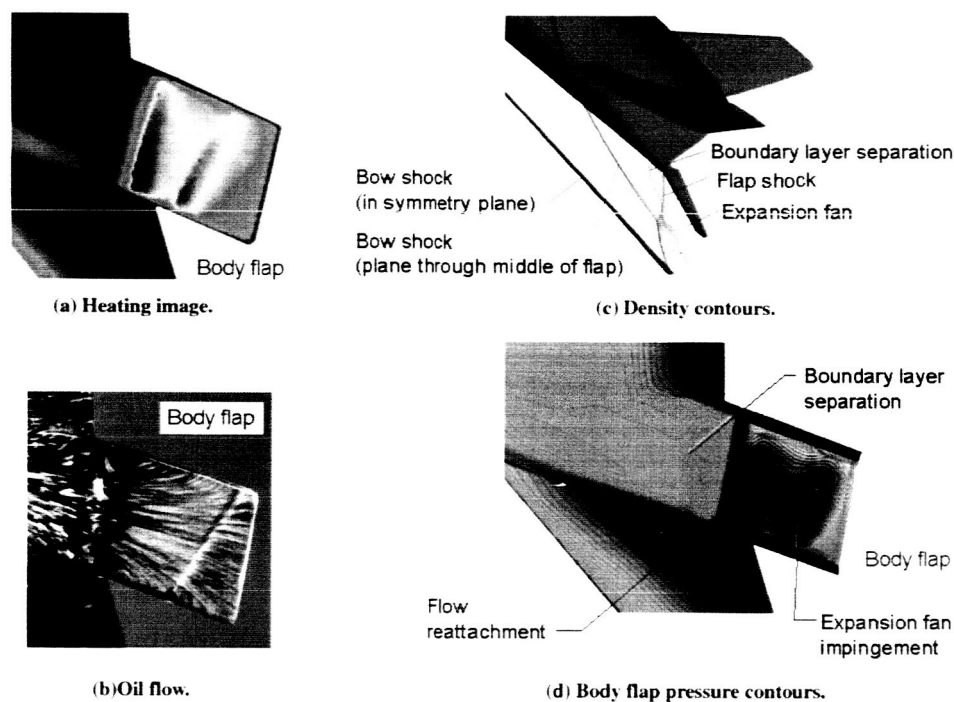 Body flap
(a) Heating image.
Bow shock
(in symmetry plane)
Bow shock
(plane through middle of flap)
Boundary layer separation
Flap shock
Expansion fan
(c) Density contours.
Body flap
(b)Oil flow.
Boundary layer
separation
Body flap
Flow
reattachment
Expansion fan
impingement
(d) Body flap pressure contours.